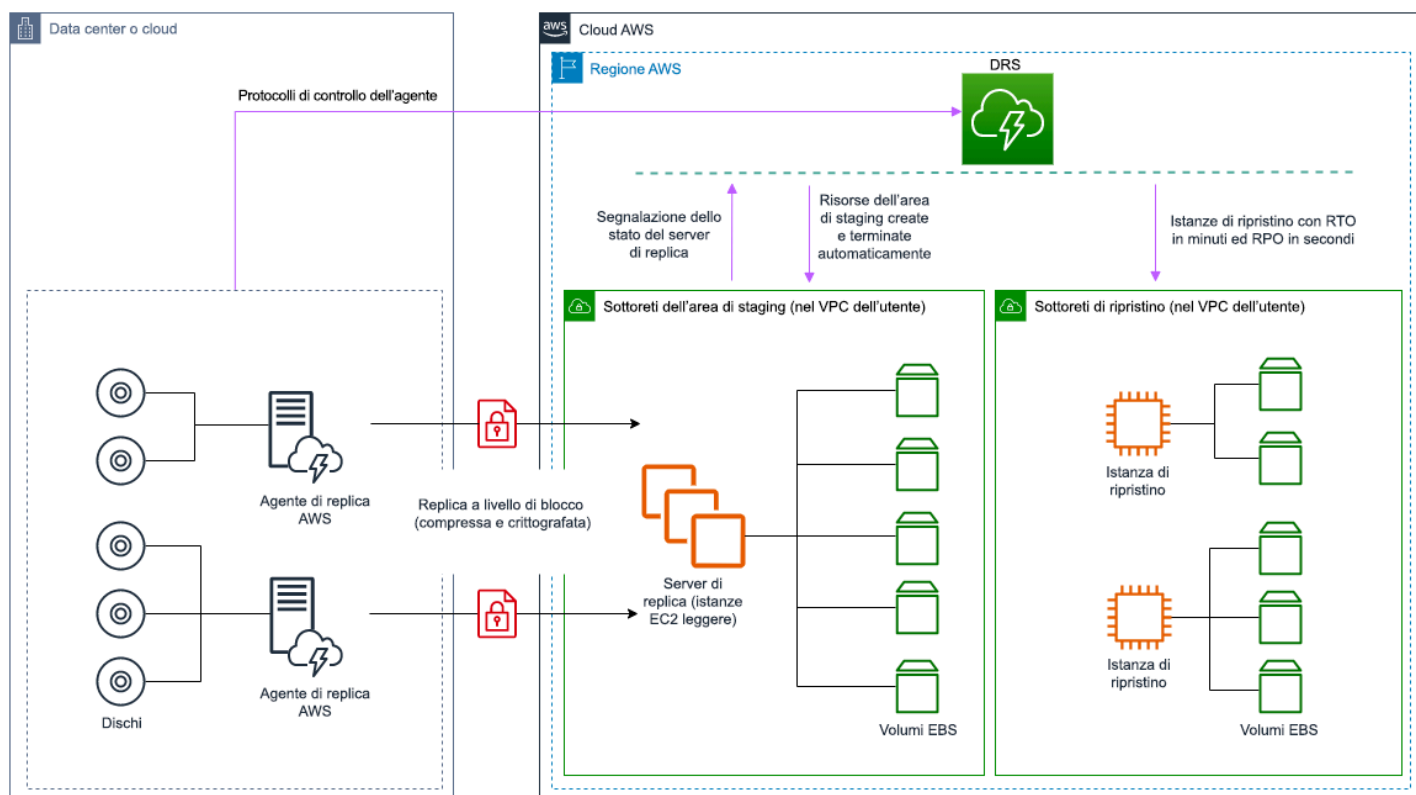 Data center o cloud
aws
Cloud AWS
Regione AWS
DRS
Protocolli di controllo dell'agente
Segnalazione dello
stato del server
di replica
Risorse dell'area
di staging create
e terminate
automaticamente
Istanze di ripristino con RTO
in minuti ed RPO in secondi
Sottoreti dell'area di staging (nel VPC dell'utente)
Sottoreti di ripristino (nel VPC dell'utente)
Agente di replica
AWS
Replica a livello di blocco
(compressa e crittografata)
Istanza di
ripristino
Server di
replica (istanze
EC2 leggere)
Agente di replica
AWS
Istanza di
ripristino
Dischi
Volumi EBS
Volumi EBS